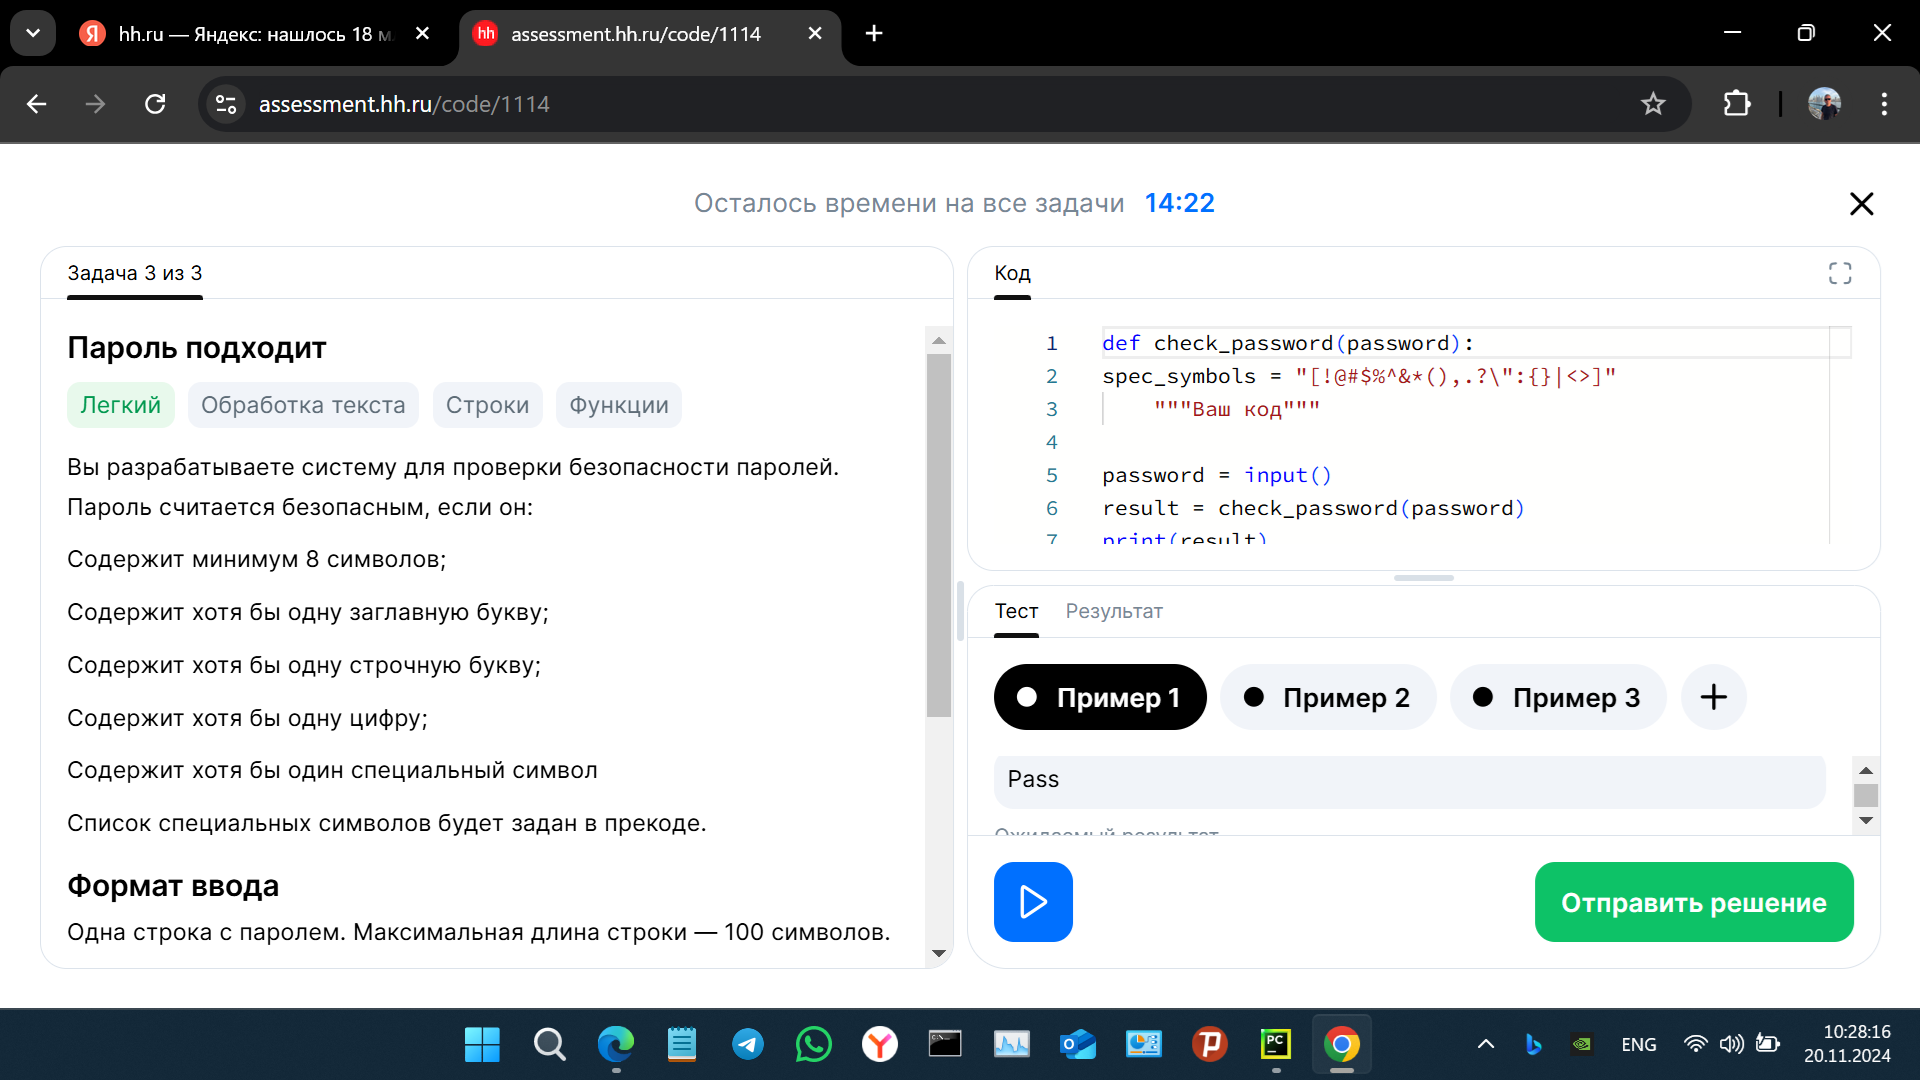 hh.ru — Яндекс: нашлось 18 м
assessment.hh.ru/code/1114
assessment.hh.ru/code/1114
Осталось времени на все задачи 14:22
Задача 3 из 3
Пароль подходит
Легкий
Обработка текста
Строки
Функции
Вы разрабатываете систему для проверки безопасности паролей.
Пароль считается безопасным, если он:
Содержит минимум 8 символов;
Содержит хотя бы одну заглавную букву;
Содержит хотя бы одну строчную букву;
Содержит хотя бы одну цифру;
Содержит хотя бы один специальный символ
Список специальных символов будет задан в прекоде.
Формат ввода
Одна строка с паролем. Максимальная длина строки — 100 символов.
Код
1 def check_password(password):
2 spec_symbols = "[!@#$%^&*(),.?\":{}|<>]"
3 """Ваш код"""
4
5 password = input()
6 result = check_password(password)
7 print(result)
Тест Результат
Пример 1
Пример 2
Пример 3
Pass
Ожидаемый результат
Отправить решение
ENG
10:28:16
20.11.2024